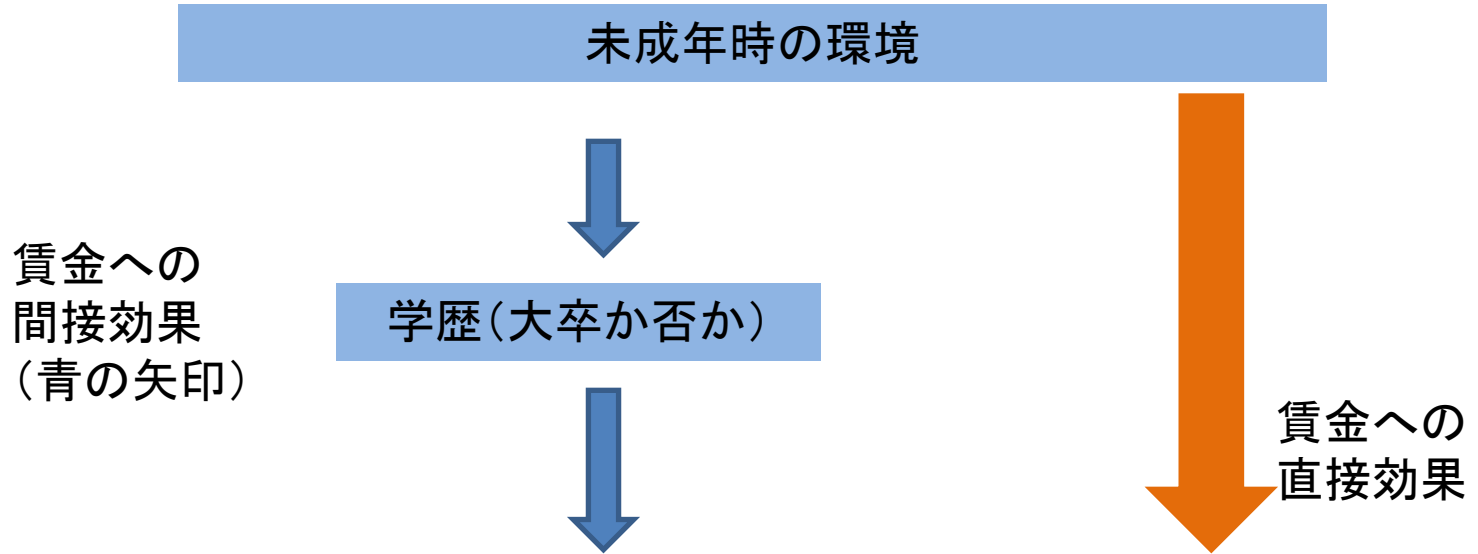 未成年時の環境
賃金への
間接効果
（青の矢印）
学歴（大卒か否か）
賃金への
直接効果